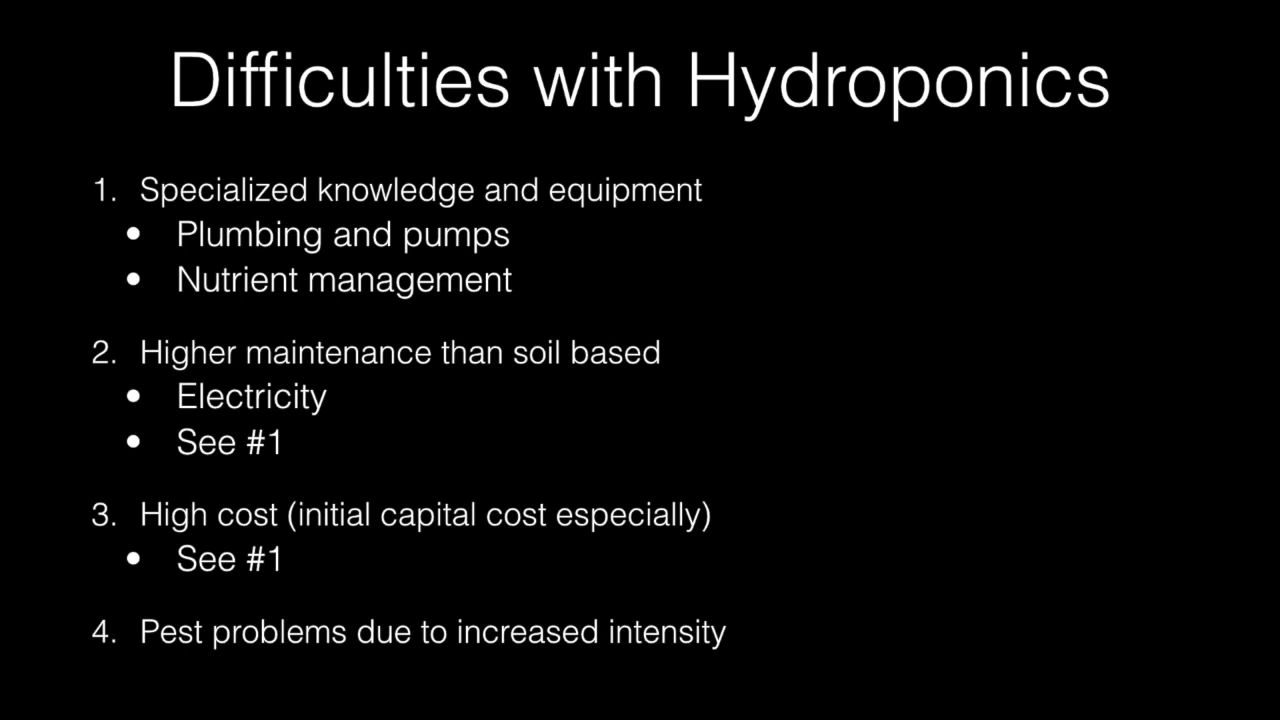 Difficulties with Hydroponics
1. Specialized knowledge and equipment
• Plumbing and pumps
• Nutrient management
2. Higher maintenance than soil based
• Electricity
• See #1
3. High cost (initial capital cost especially)
• See #1
4. Pest problems due to increased intensity